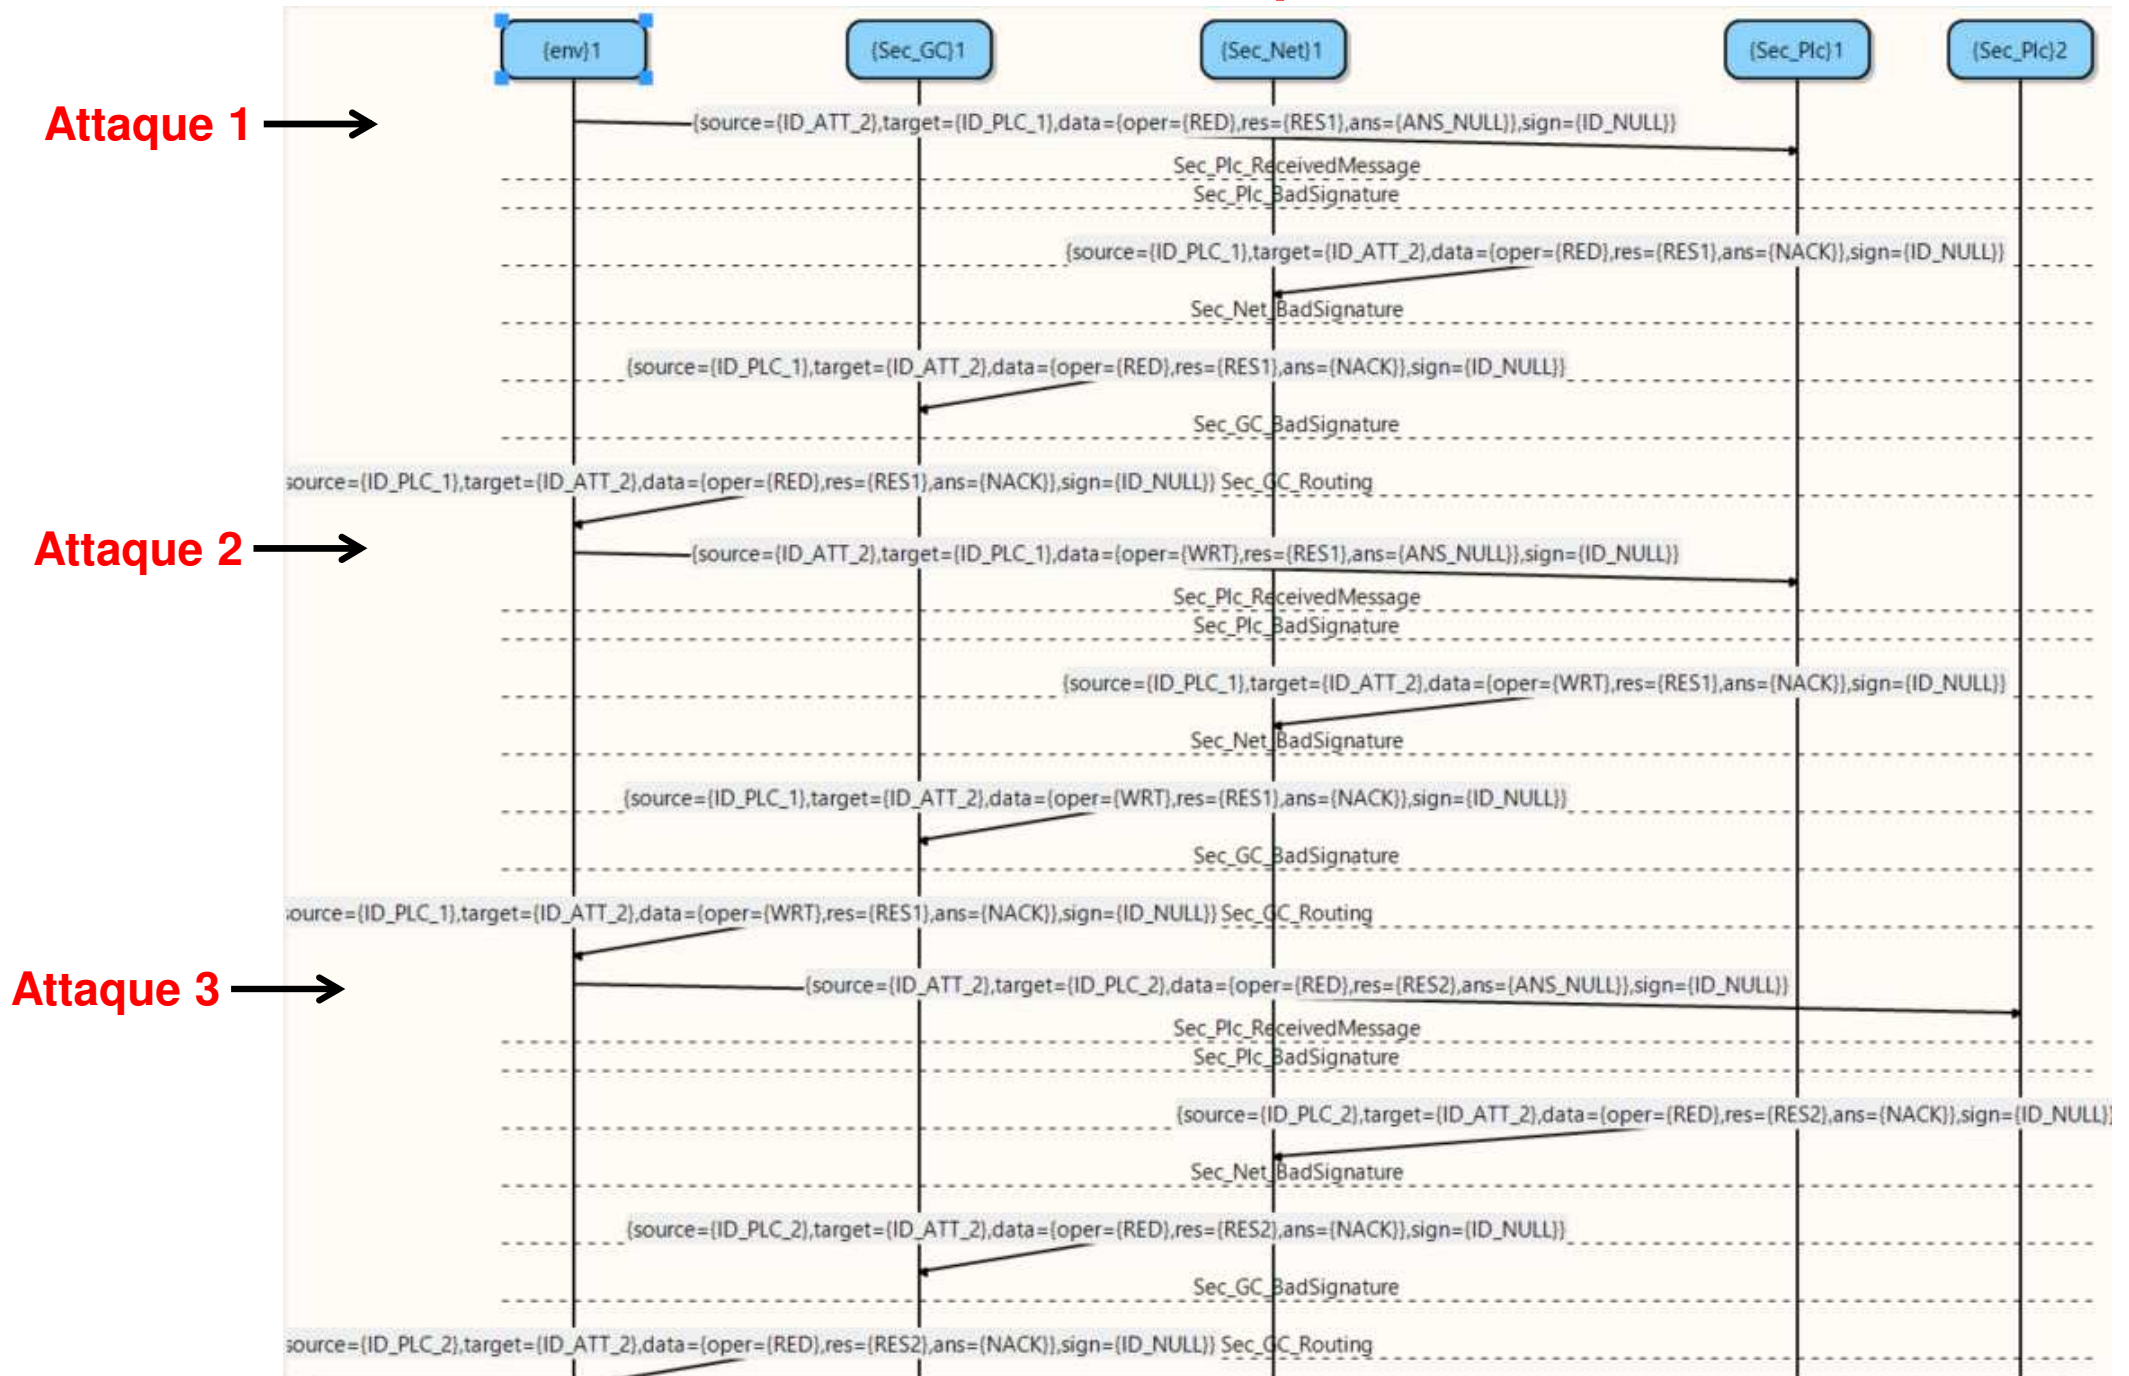 {env}1 {Sec_GC}1 {Sec_Net}1 {Sec_Plc}1 {Sec_Plc}2
Attaque 1
{source={ID_ATT_2},target={ID_PLC_1},data={oper={RED},res={RES1},ans={ANS_NULL}},sign={ID_NULL}}
Sec_Plc_ReceivedMessage
Sec_Plc_BadSignature
{source={ID_PLC_1},target={ID_ATT_2},data={oper={RED},res={RES1},ans={NACK}},sign={ID_NULL}}
Sec_Net_BadSignature
{source={ID_PLC_1},target={ID_ATT_2},data={oper={RED},res={RES1},ans={NACK}},sign={ID_NULL}}
Sec_GC_BadSignature
source={ID_PLC_1},target={ID_ATT_2},data={oper={RED},res={RES1},ans={NACK}},sign={ID_NULL}} Sec_GC_Routing
Attaque 2
{source={ID_ATT_2},target={ID_PLC_1},data={oper={WRT},res={RES1},ans={ANS_NULL}},sign={ID_NULL}}
Sec_Plc_ReceivedMessage
Sec_Plc_BadSignature
{source={ID_PLC_1},target={ID_ATT_2},data={oper={WRT},res={RES1},ans={NACK}},sign={ID_NULL}}
Sec_Net_BadSignature
{source={ID_PLC_1},target={ID_ATT_2},data={oper={WRT},res={RES1},ans={NACK}},sign={ID_NULL}}
Sec_GC_BadSignature
source={ID_PLC_1},target={ID_ATT_2},data={oper={WRT},res={RES1},ans={NACK}},sign={ID_NULL}} Sec_GC_Routing
Attaque 3
{source={ID_ATT_2},target={ID_PLC_2},data={oper={RED},res={RES2},ans={ANS_NULL}},sign={ID_NULL}}
Sec_Plc_ReceivedMessage
Sec_Plc_BadSignature
{source={ID_PLC_2},target={ID_ATT_2},data={oper={RED},res={RES2},ans={NACK}},sign={ID_NULL}}
Sec_Net_BadSignature
{source={ID_PLC_2},target={ID_ATT_2},data={oper={RED},res={RES2},ans={NACK}},sign={ID_NULL}}
Sec_GC_BadSignature
source={ID_PLC_2},target={ID_ATT_2},data={oper={RED},res={RES2},ans={NACK}},sign={ID_NULL}} Sec_GC_Routing